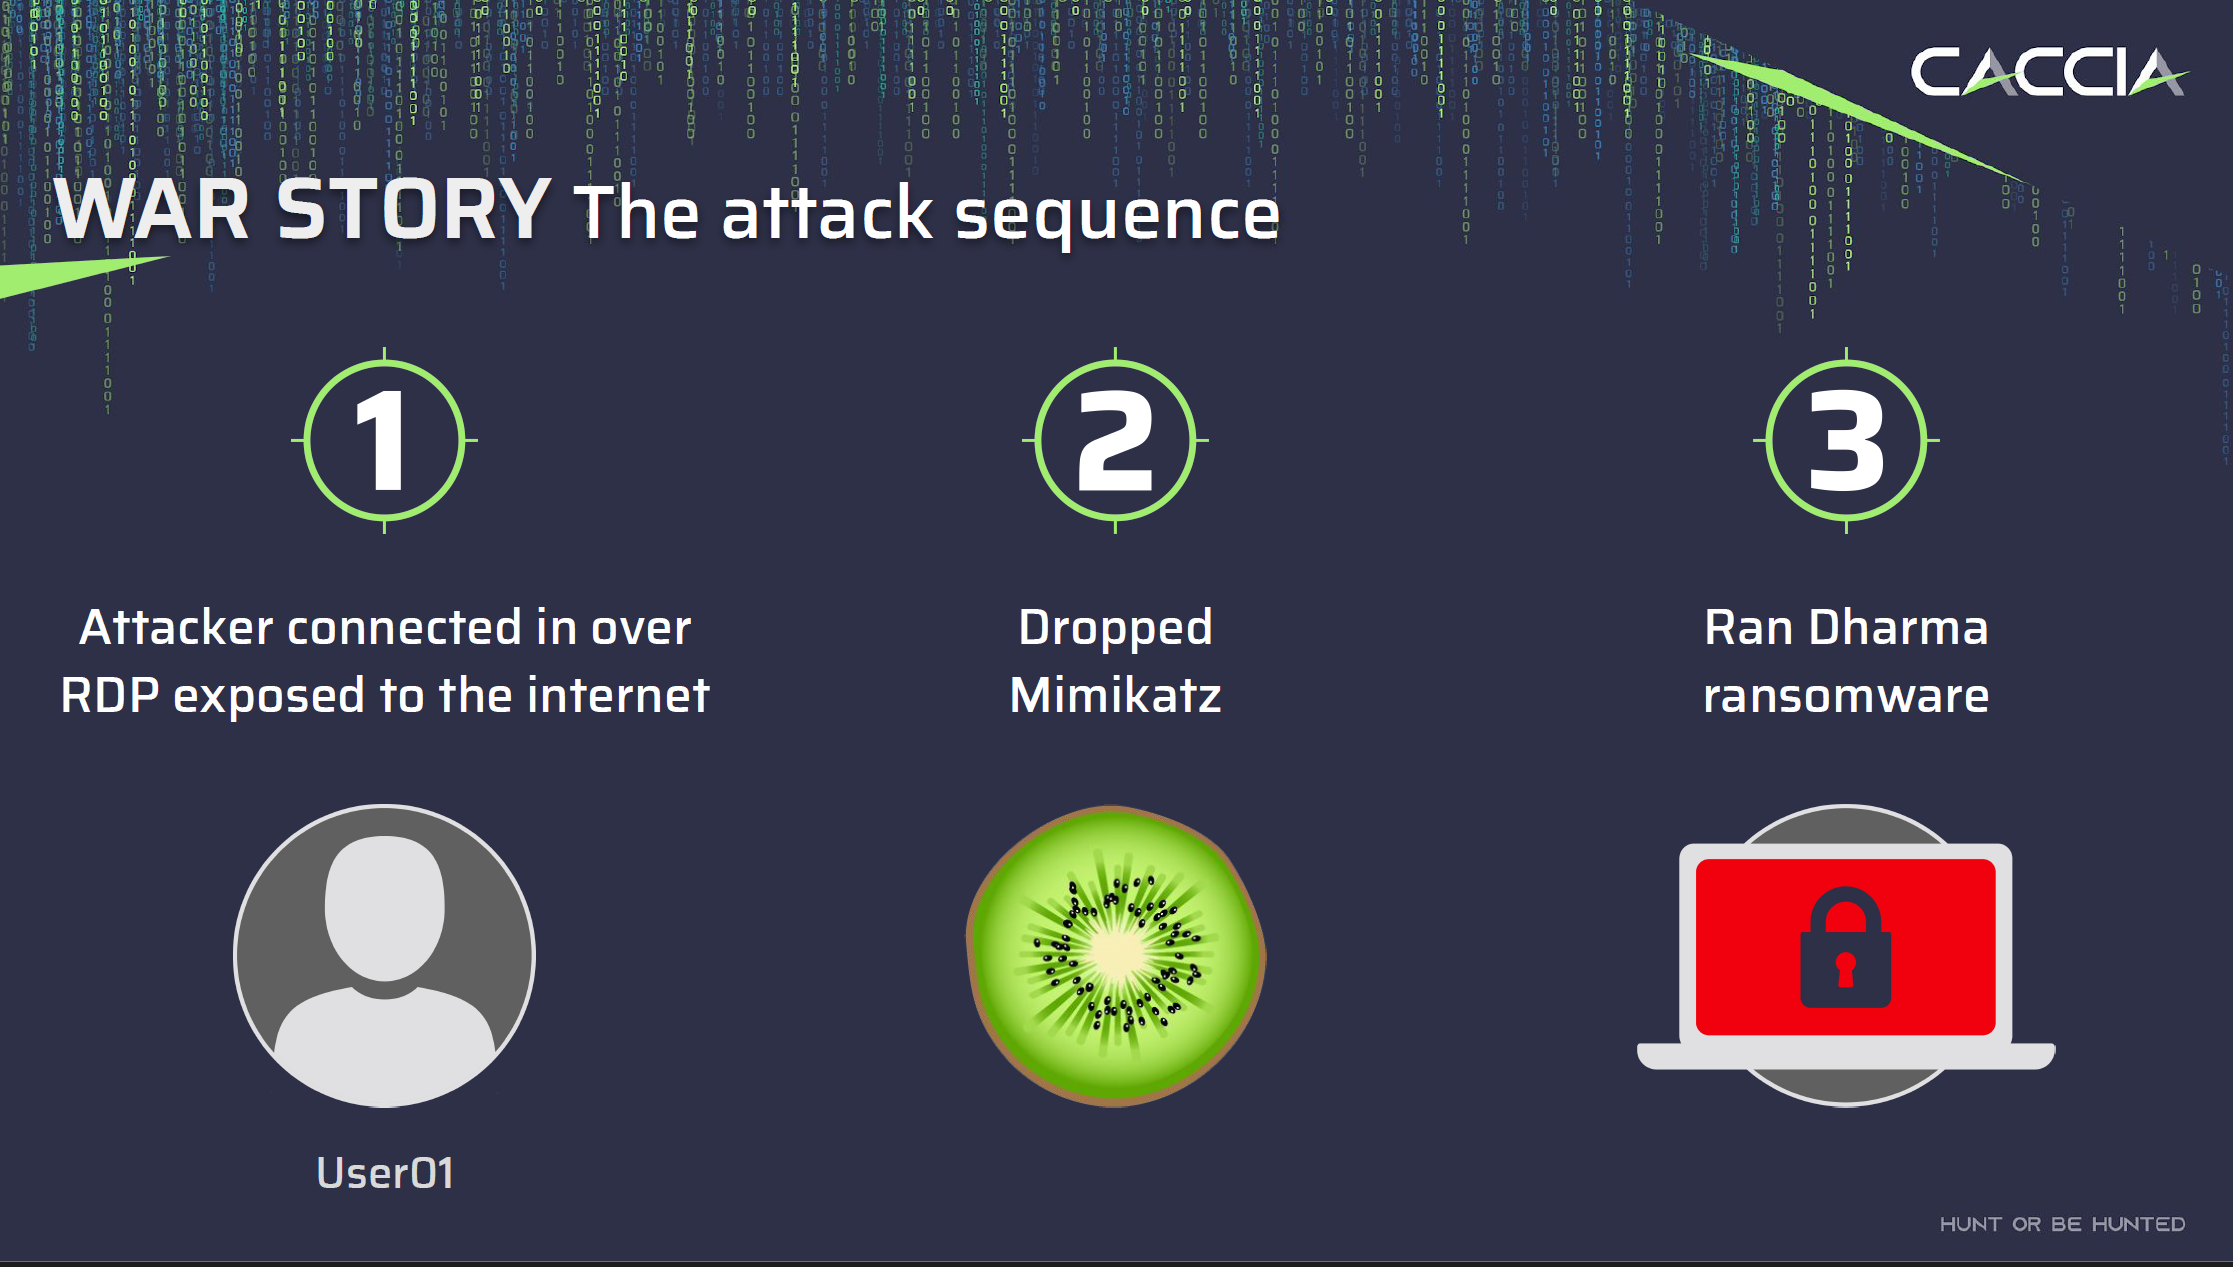 CACCIA
WAR STORY The attack sequence
1
2
3
Attacker connected in over
RDP exposed to the internet
Dropped
Mimikatz
Ran Dharma
ransomware
User01
HUNT OR BE HUNTED